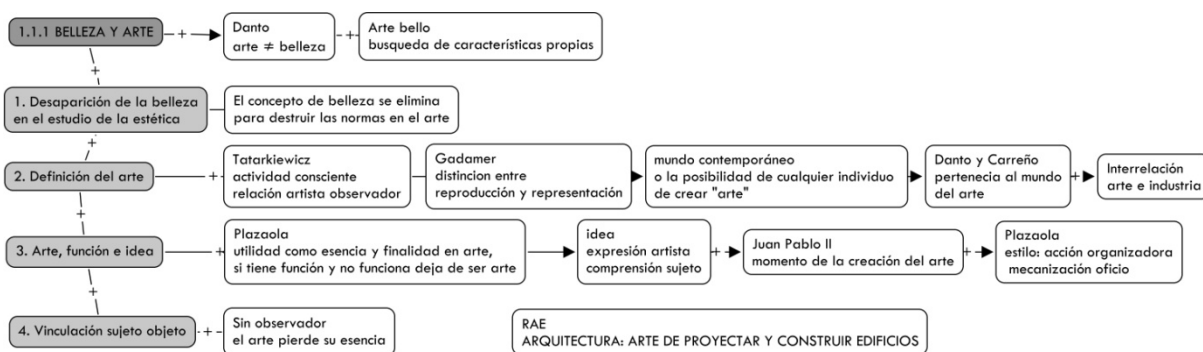 1.1.1 BELLEZA Y ARTE
Danto
arte ≠ belleza
Arte bello
busqueda de características propias
1. Desaparición de la belleza
en el estudio de la estética
El concepto de belleza se elimina
para destruir las normas en el arte
2. Definición del arte
Tatarkiewicz
actividad consciente
relación artista observador
Gadamer
distincion entre
reproducción y representación
mundo contemporáneo
o la posibilidad de cualquier individuo
de crear "arte"
Danto y Carreño
pertenecia al mundo
del arte
Interrelación
arte e industria
3. Arte, función e idea
Plazaola
utilidad como esencia y finalidad en arte,
si tiene función y no funciona deja de ser arte
idea
expresión artista
comprensión sujeto
Juan Pablo II
momento de la creación del arte
Plazaola
estilo: acción organizadora
mecanización oficio
4. Vinculación sujeto objeto
Sin observador
el arte pierde su esencia
RAE
ARQUITECTURA: ARTE DE PROYECTAR Y CONSTRUIR EDIFICIOS